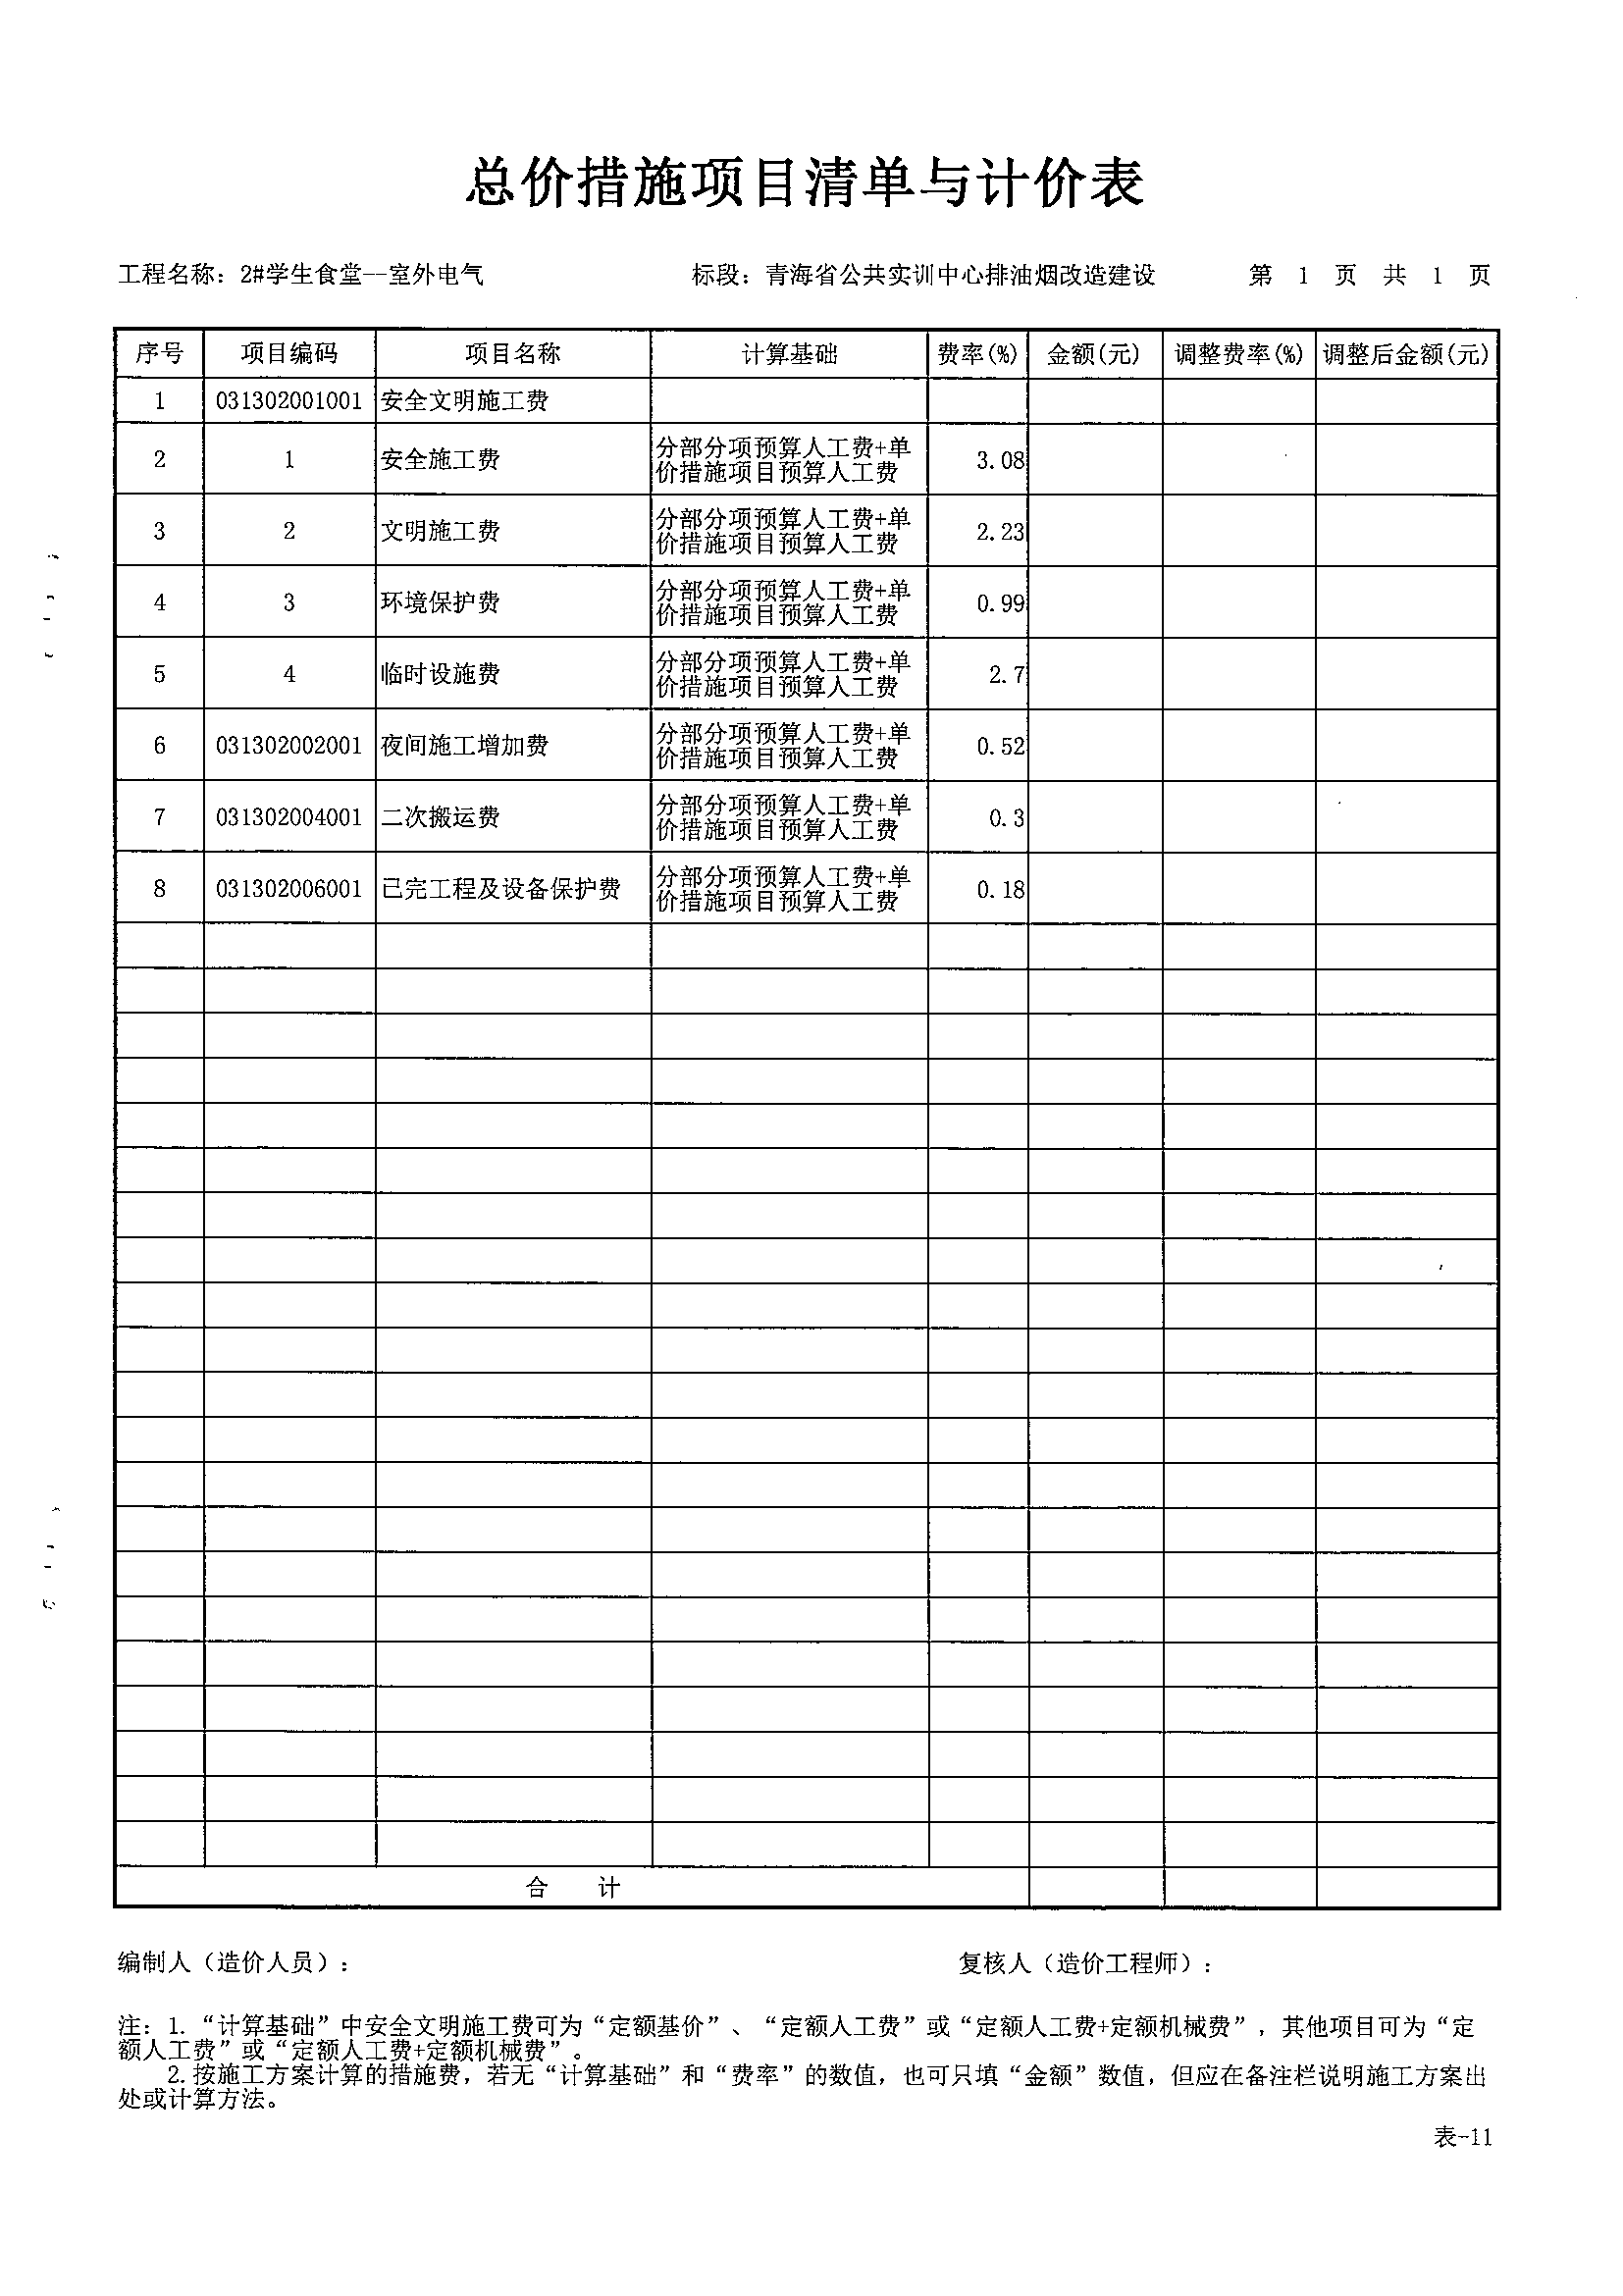 总价措施项目清单与计价表
工程名称：2#学生食堂--室外电气 标段：青海省公共实训中心排油烟改造建设 第 1 页 共 1 页
序号 项目编码 项目名称 计算基础 费率(%) 金额(元) 调整费率(%) 调整后金额(元)
1 031302001001 安全文明施工费
2 1 安全施工费 分部分项预算人工费+单
价措施项目预算人工费 3.08
3 2 文明施工费 分部分项预算人工费+单
价措施项目预算人工费 2.23
4 3 环境保护费 分部分项预算人工费+单
价措施项目预算人工费 0.99
5 4 临时设施费 分部分项预算人工费+单
价措施项目预算人工费 2.7
6 031302002001 夜间施工增加费 分部分项预算人工费+单
价措施项目预算人工费 0.52
7 031302004001 二次搬运费 分部分项预算人工费+单
价措施项目预算人工费 0.3
8 031302006001 已完工程及设备保护费 分部分项预算人工费+单
价措施项目预算人工费 0.18
合 计
编制人（造价人员）： 复核人（造价工程师）：
注：1.“计算基础”中安全文明施工费可为“定额基价”、“定额人工费”或“定额人工费+定额机械费”，其他项目可为“定
额人工费”或“定额人工费+定额机械费”。
2.按施工方案计算的措施费，若无“计算基础”和“费率”的数值，也可只填“金额”数值，但应在备注栏说明施工方案出
处或计算方法。
表-11